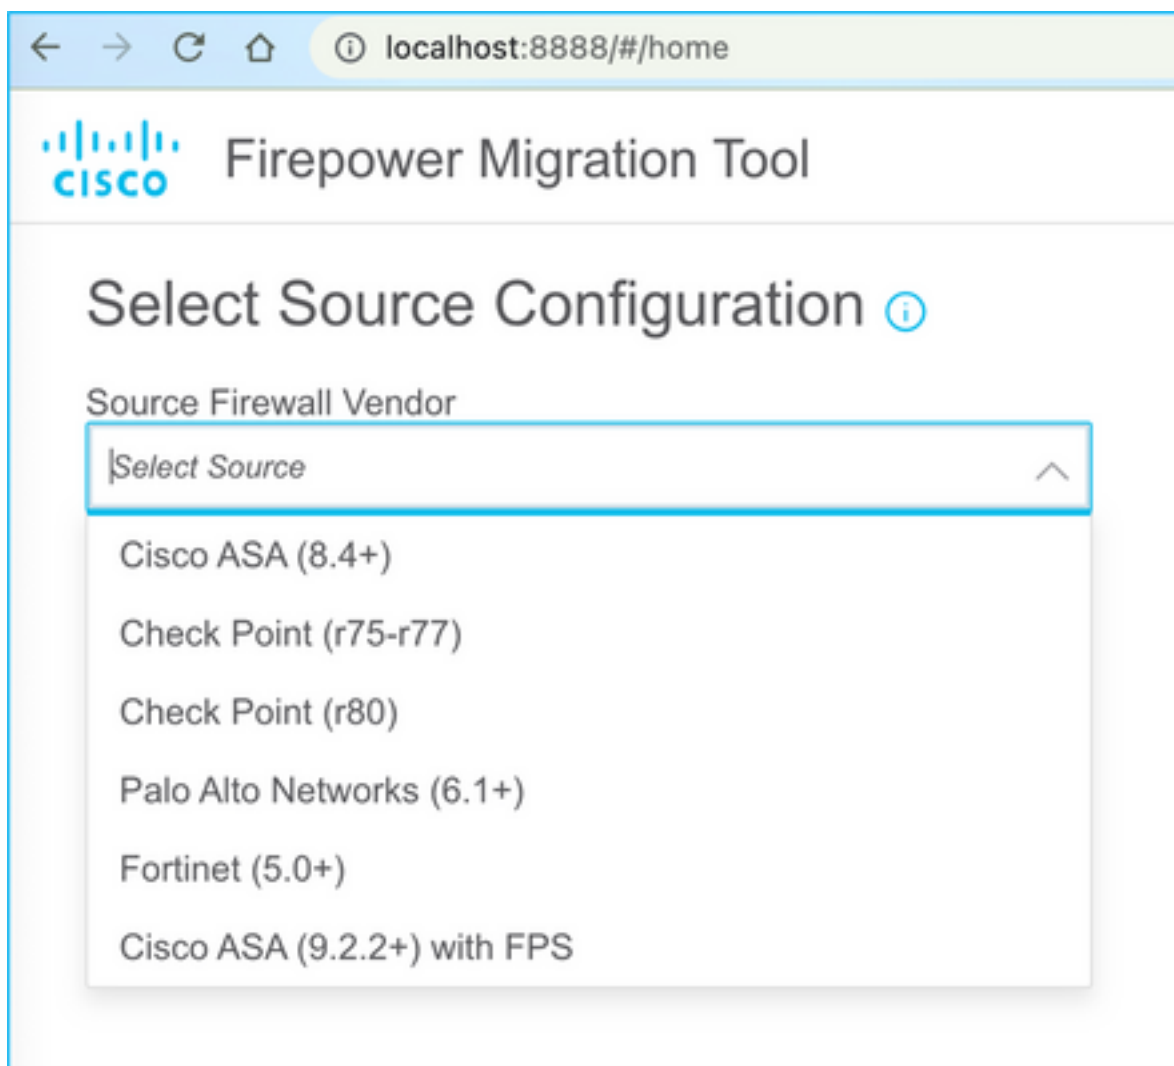 localhost:8888/#/home
CISCO Firepower Migration Tool
Select Source Configuration
Source Firewall Vendor
Select Source
Cisco ASA (8.4+)
Check Point (r75-r77)
Check Point (r80)
Palo Alto Networks (6.1+)
Fortinet (5.0+)
Cisco ASA (9.2.2+) with FPS